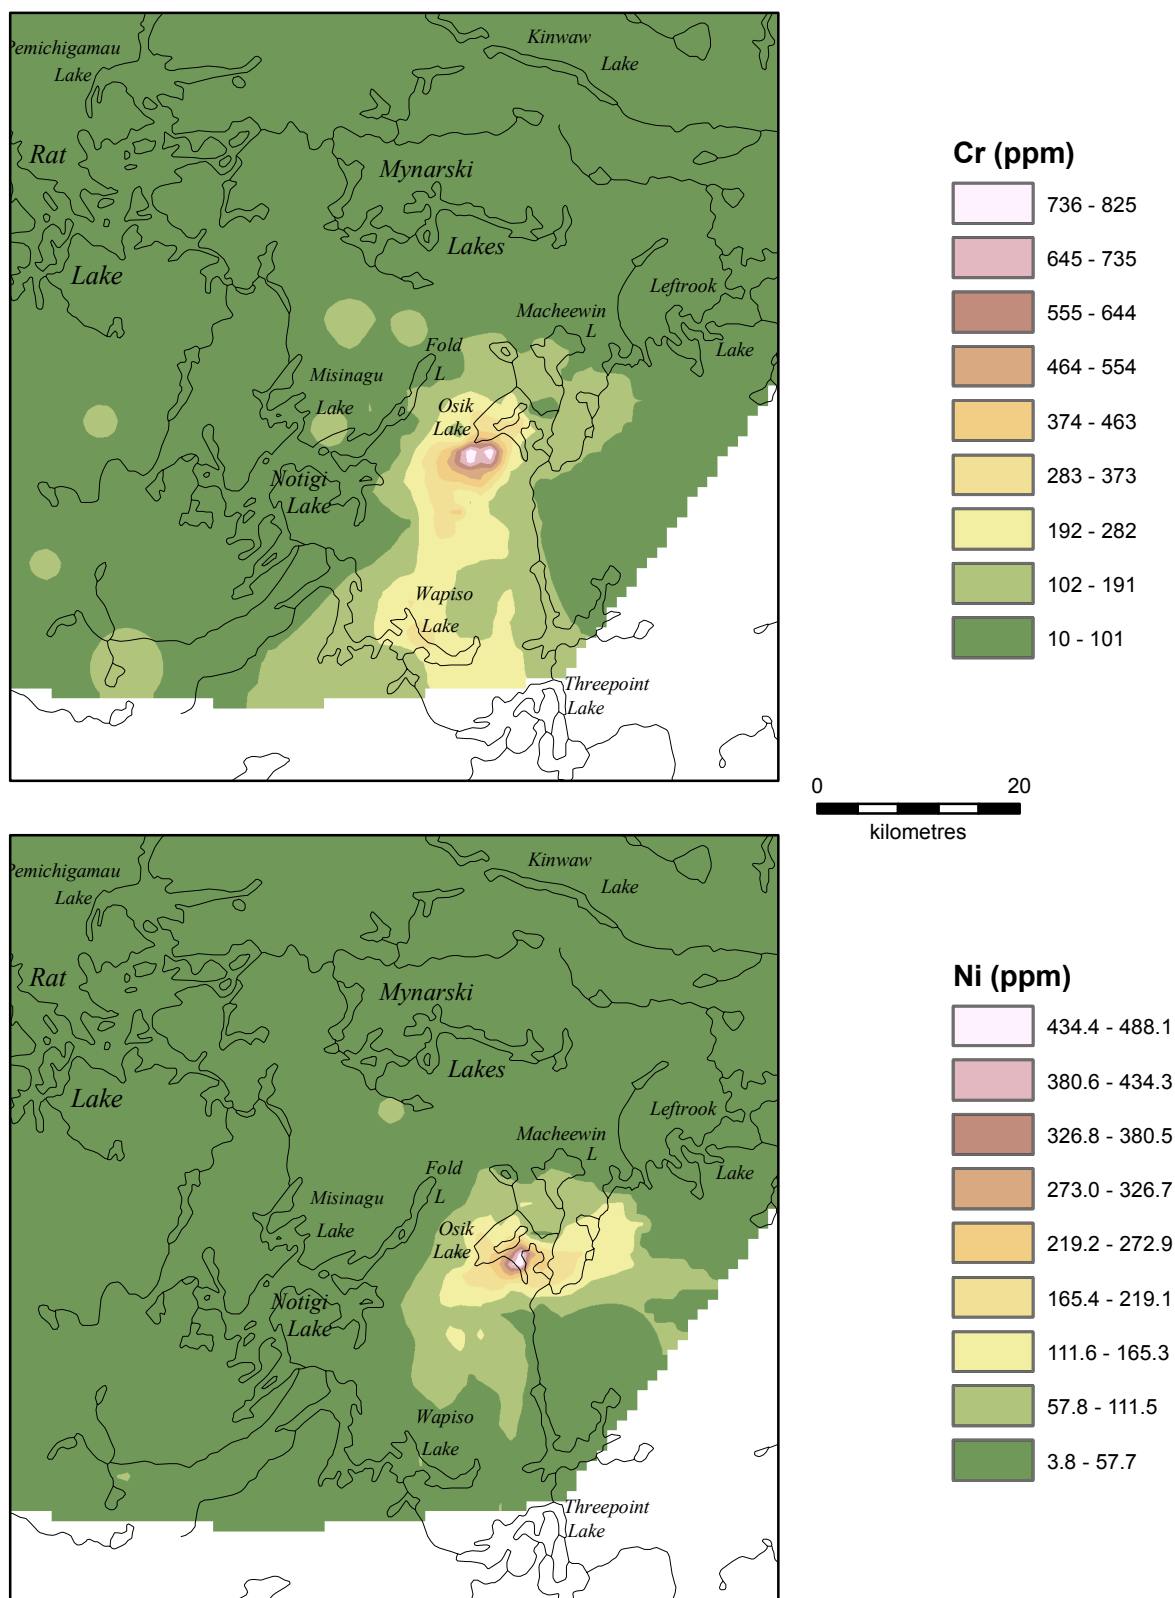 Pemichigamau
Lake
Kinwaw
Lake
Rat
Lake
Mynarski
Lakes
Leftrook
Lake
Macheewin
L
Fold
L
Misinagu
Lake
Osik
Lake
Notigi
Lake
Wapiso
Lake
Threepoint
Lake
Cr (ppm)
736 - 825
645 - 735
555 - 644
464 - 554
374 - 463
283 - 373
192 - 282
102 - 191
10 - 101
0 20
kilometres
Pemichigamau
Lake
Kinwaw
Lake
Rat
Lake
Mynarski
Lakes
Leftrook
Lake
Macheewin
L
Fold
L
Misinagu
Lake
Osik
Lake
Notigi
Lake
Wapiso
Lake
Threepoint
Lake
Ni (ppm)
434.4 - 488.1
380.6 - 434.3
326.8 - 380.5
273.0 - 326.7
219.2 - 272.9
165.4 - 219.1
111.6 - 165.3
57.8 - 111.5
3.8 - 57.7